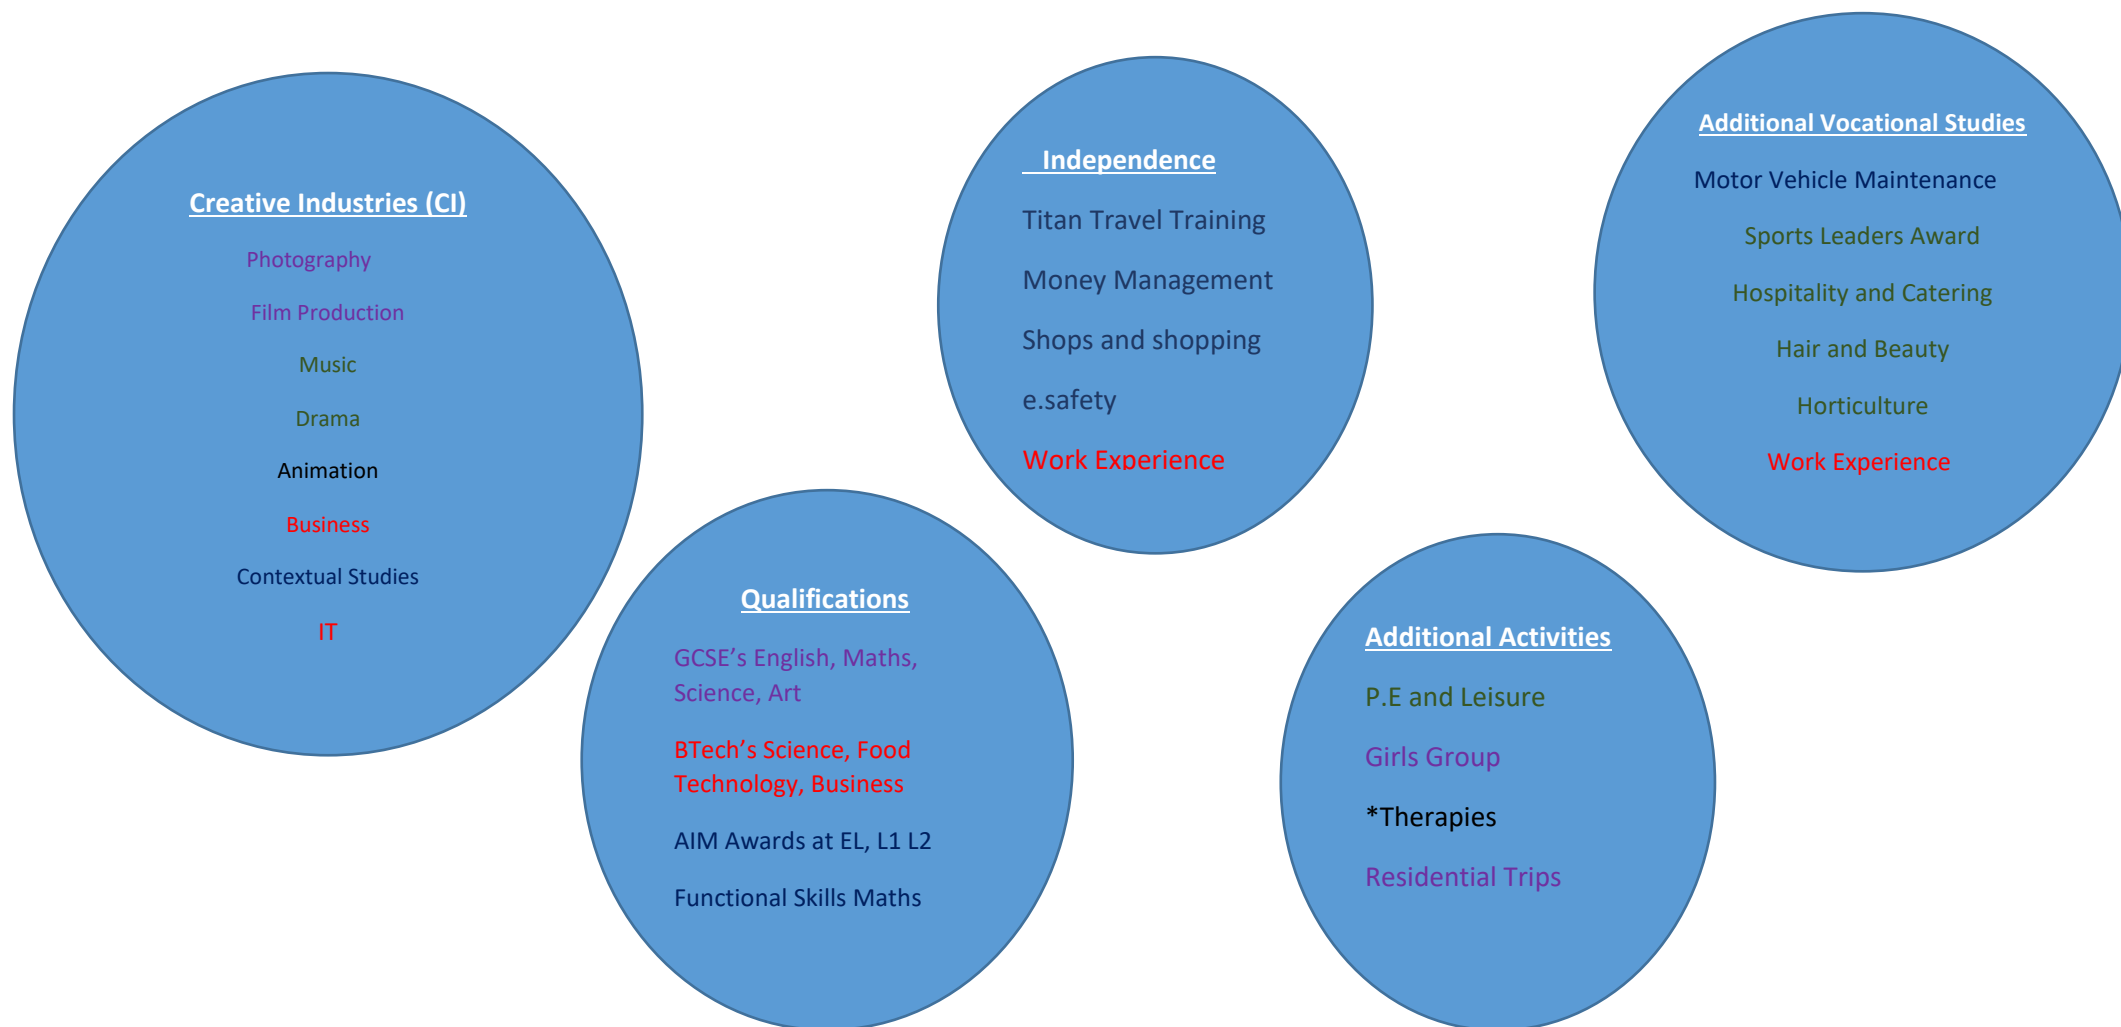 Creative Industries (CI)
Photography
Film Production
Music
Drama
Animation
Business
Contextual Studies
IT
Qualifications
GCSE’s English, Maths,
Science, Art
BTech’s Science, Food
Technology, Business
AIM Awards at EL, L1 L2
Functional Skills Maths
Independence
Titan Travel Training
Money Management
Shops and shopping
e.safety
Work Experience
Additional Activities
P.E and Leisure
Girls Group
*Therapies
Residential Trips
Additional Vocational Studies
Motor Vehicle Maintenance
Sports Leaders Award
Hospitality and Catering
Hair and Beauty
Horticulture
Work Experience